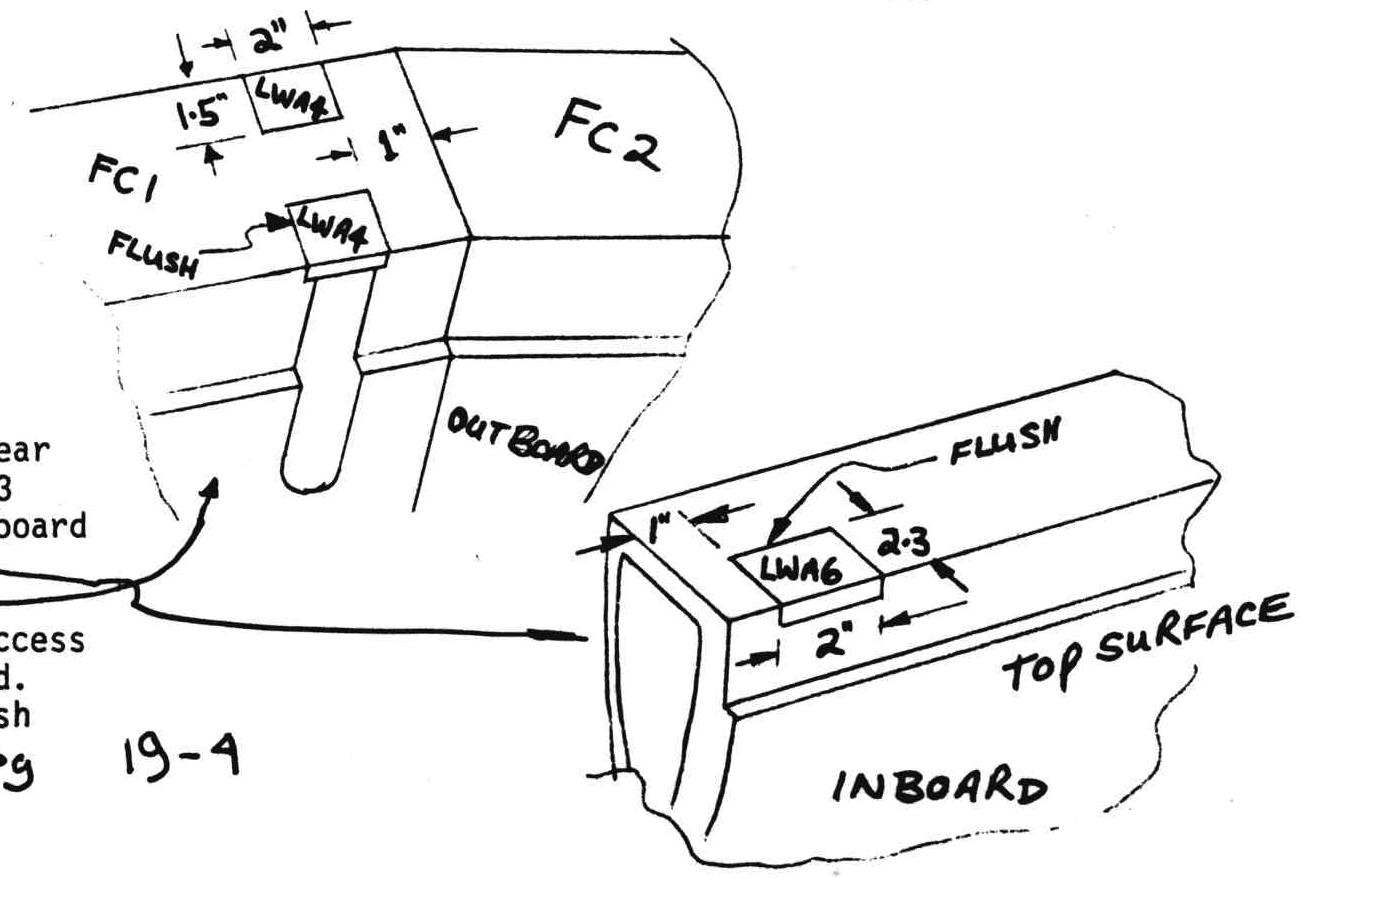 2"
LWA4
1.5"
1"
FC2
FC1
LWA4
FLUSH
OUTBOARD
FLUSH
1"
2.3
LWA6
2"
TOP SURFACE
INBOARD
ear
3
board
ccess
d.
sh
19-4